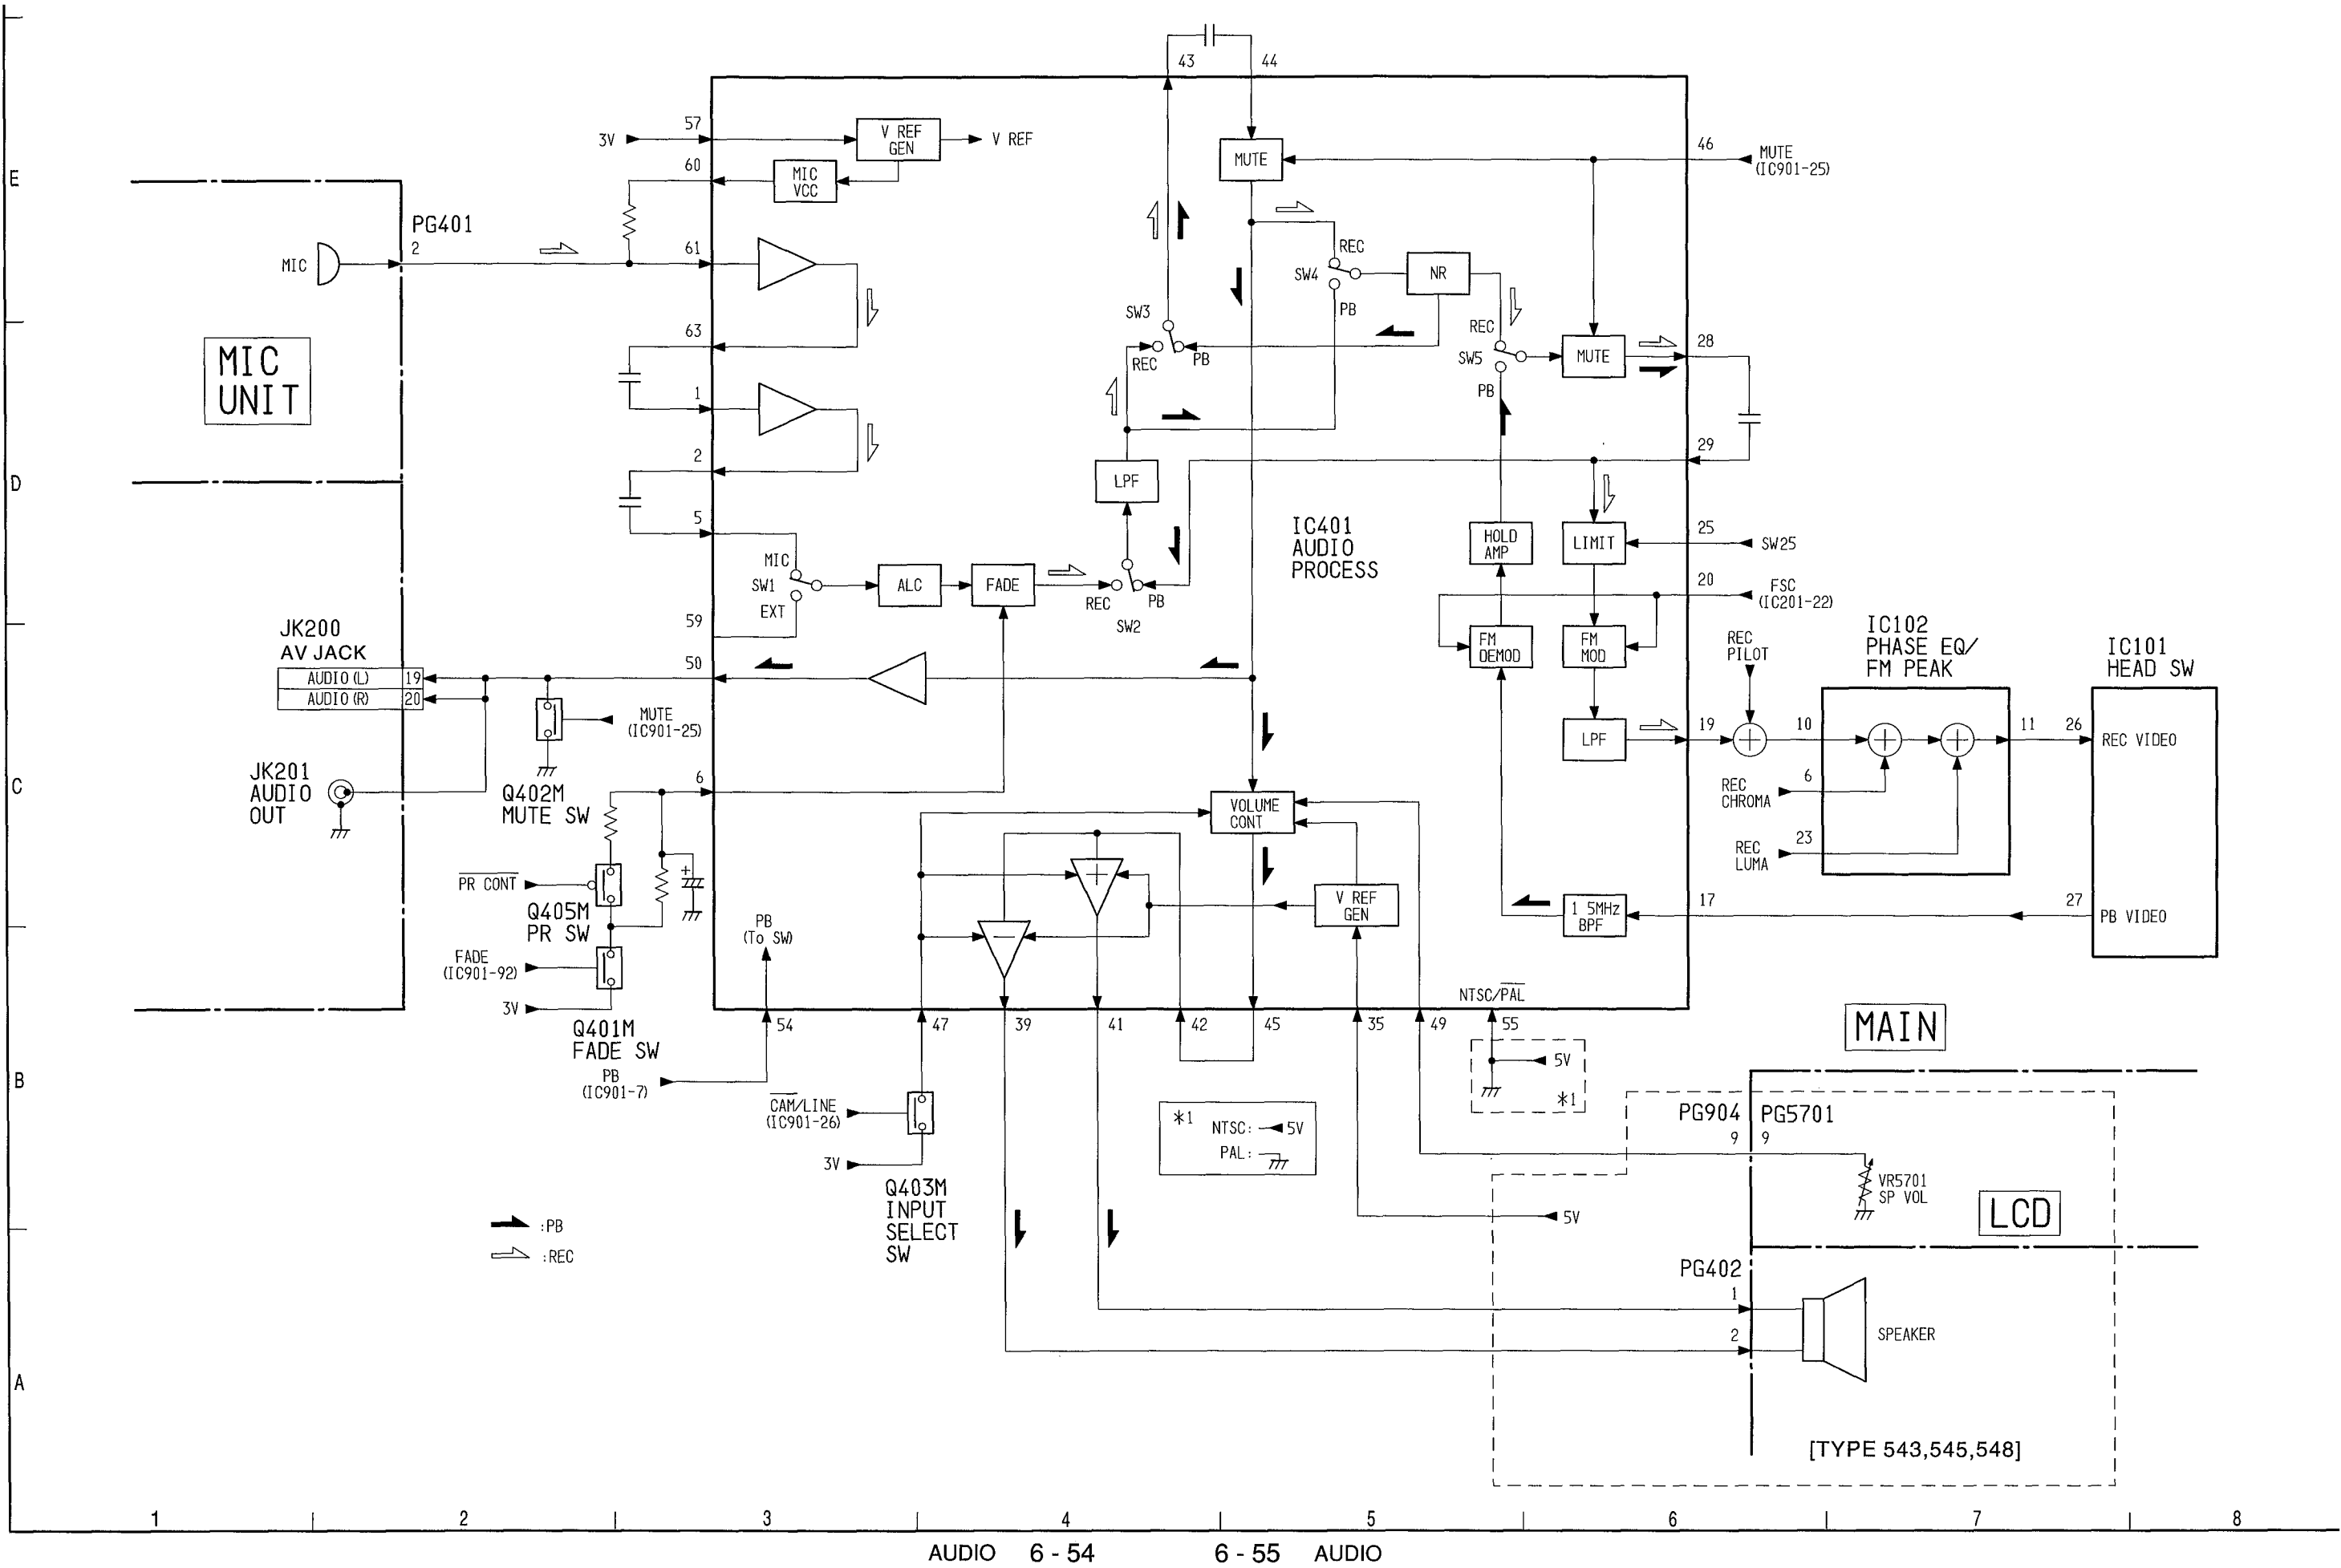 43
44
57
3V
V REF
GEN
V REF
60
MIC
VCC
MUTE
46
MUTE
(IC901-25)
E
PG401
2
MIC
61
REC
SW4
NR
PB
SW3
63
REC
PB
REC
SW5
PB
MUTE
28
MIC
UNIT
1
2
29
D
LPF
5
IC401
AUDIO
PROCESS
HOLD
AMP
LIMIT
25
SW25
MIC
SW1
EXT
ALC
FADE
REC
PB
SW2
20
FSC
(IC201-22)
59
JK200
AV JACK
AUDIO (L)
19
AUDIO (R)
20
50
FM
DEMOD
FM
MOD
REC
PILOT
IC102
PHASE EQ/
FM PEAK
IC101
HEAD SW
MUTE
(IC901-25)
LPF
19
10
11
26
REC VIDEO
C
JK201
AUDIO
OUT
Q402M
MUTE SW
6
VOLUME
CONT
REC
CHROMA
6
REC
LUMA
23
PR CONT
+
Q405M
PR SW
V REF
GEN
1 5MHz
BPF
17
27
PB VIDEO
PB
(To SW)
FADE
(IC901-92)
3V
NTSC/PAL
Q401M
FADE SW
54
47
39
41
42
45
35
49
55
MAIN
B
PB
(IC901-7)
5V
*1
CAM/LINE
(IC901-26)
*1
NTSC:
5V
PAL:
PG904
PG5701
9
9
3V
Q403M
INPUT
SELECT
SW
VR5701
SP VOL
LCD
5V
:PB
:REC
PG402
1
2
SPEAKER
A
[TYPE 543,545,548]
1
2
3
4
5
6
7
8
AUDIO 6 - 54
6 - 55 AUDIO